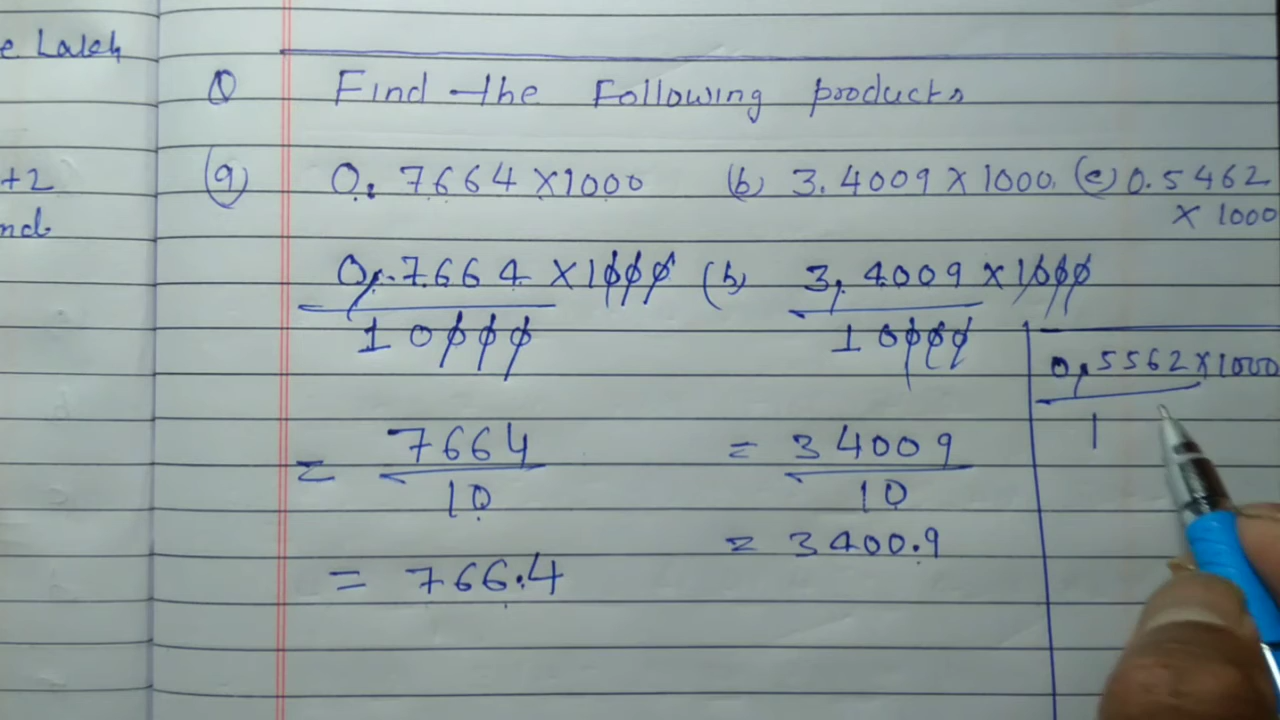 e Lakh
Q Find the Following products
+2
nd
(a) 0.7664 X 1000 (b) 3.4009 X 1000. (c) 0.5462
X 1000
0.7664 X 1000 (b) 3.4009 X 1000
10000 10000
0.5562 X 1000
1
= 7664 = 34009
10 10
= 3400.9
= 766.4